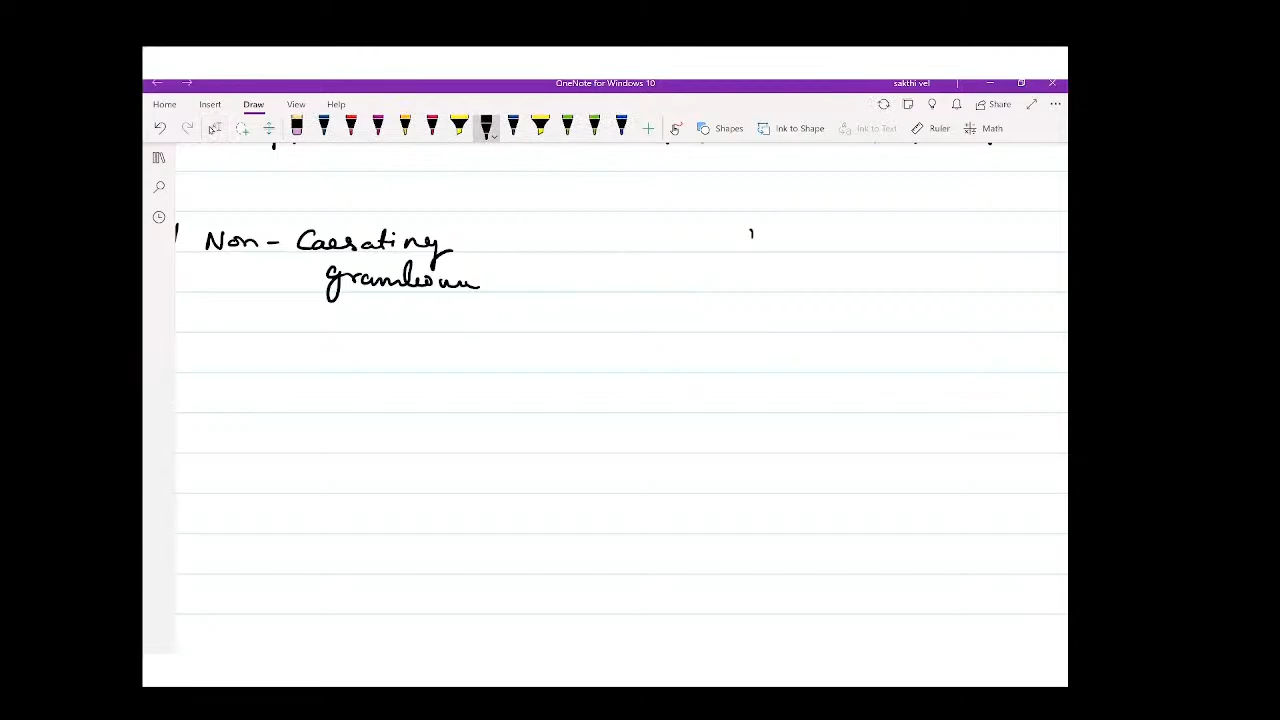 OneNote for Windows 10
sakthi vel
Home Insert Draw View Help
Share
Shapes Ink to Shape Ink to Text Ruler Math
Non - Caesating
granuloma